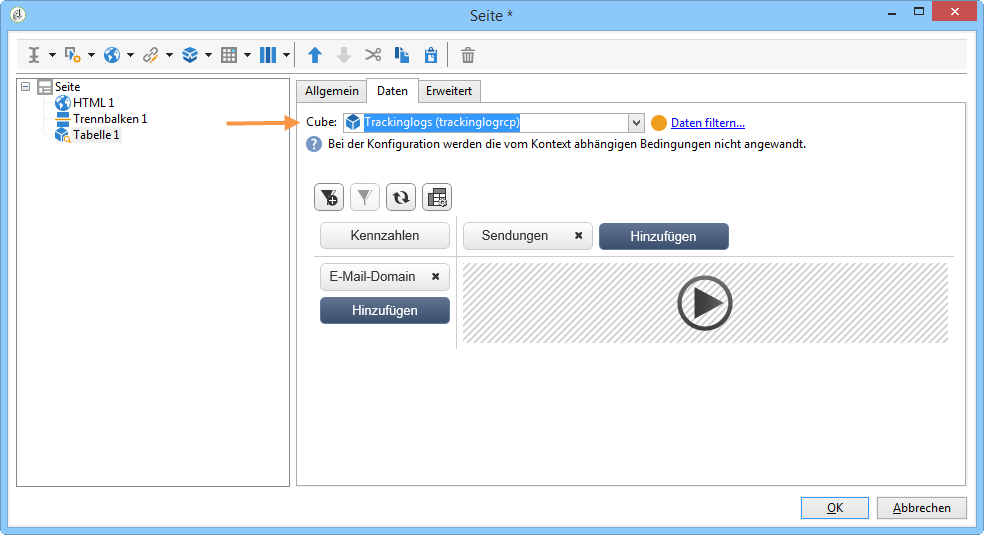 Seite *
Seite
HTML 1
Trennbalken 1
Tabelle 1
Allgemein Daten Erweitert
Cube: Trackinglogs (trackinglogrcp) Daten filtern...
? Bei der Konfiguration werden die vom Kontext abhängigen Bedingungen nicht angewandt.
Kennzahlen Sendungen Hinzufügen
E-Mail-Domain
Hinzufügen
OK Abbrechen